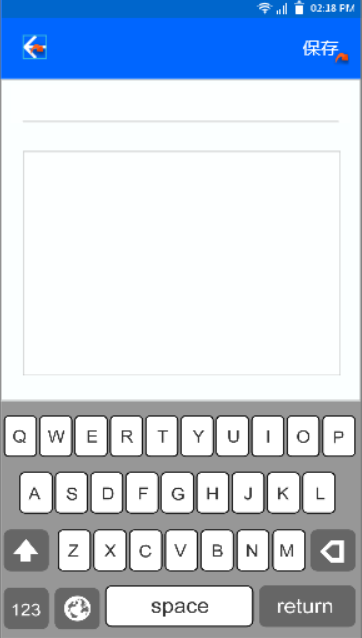 02:18 PM
保存
Q W E R T Y U I O P
A S D F G H J K L
Z X C V B N M
123 space return